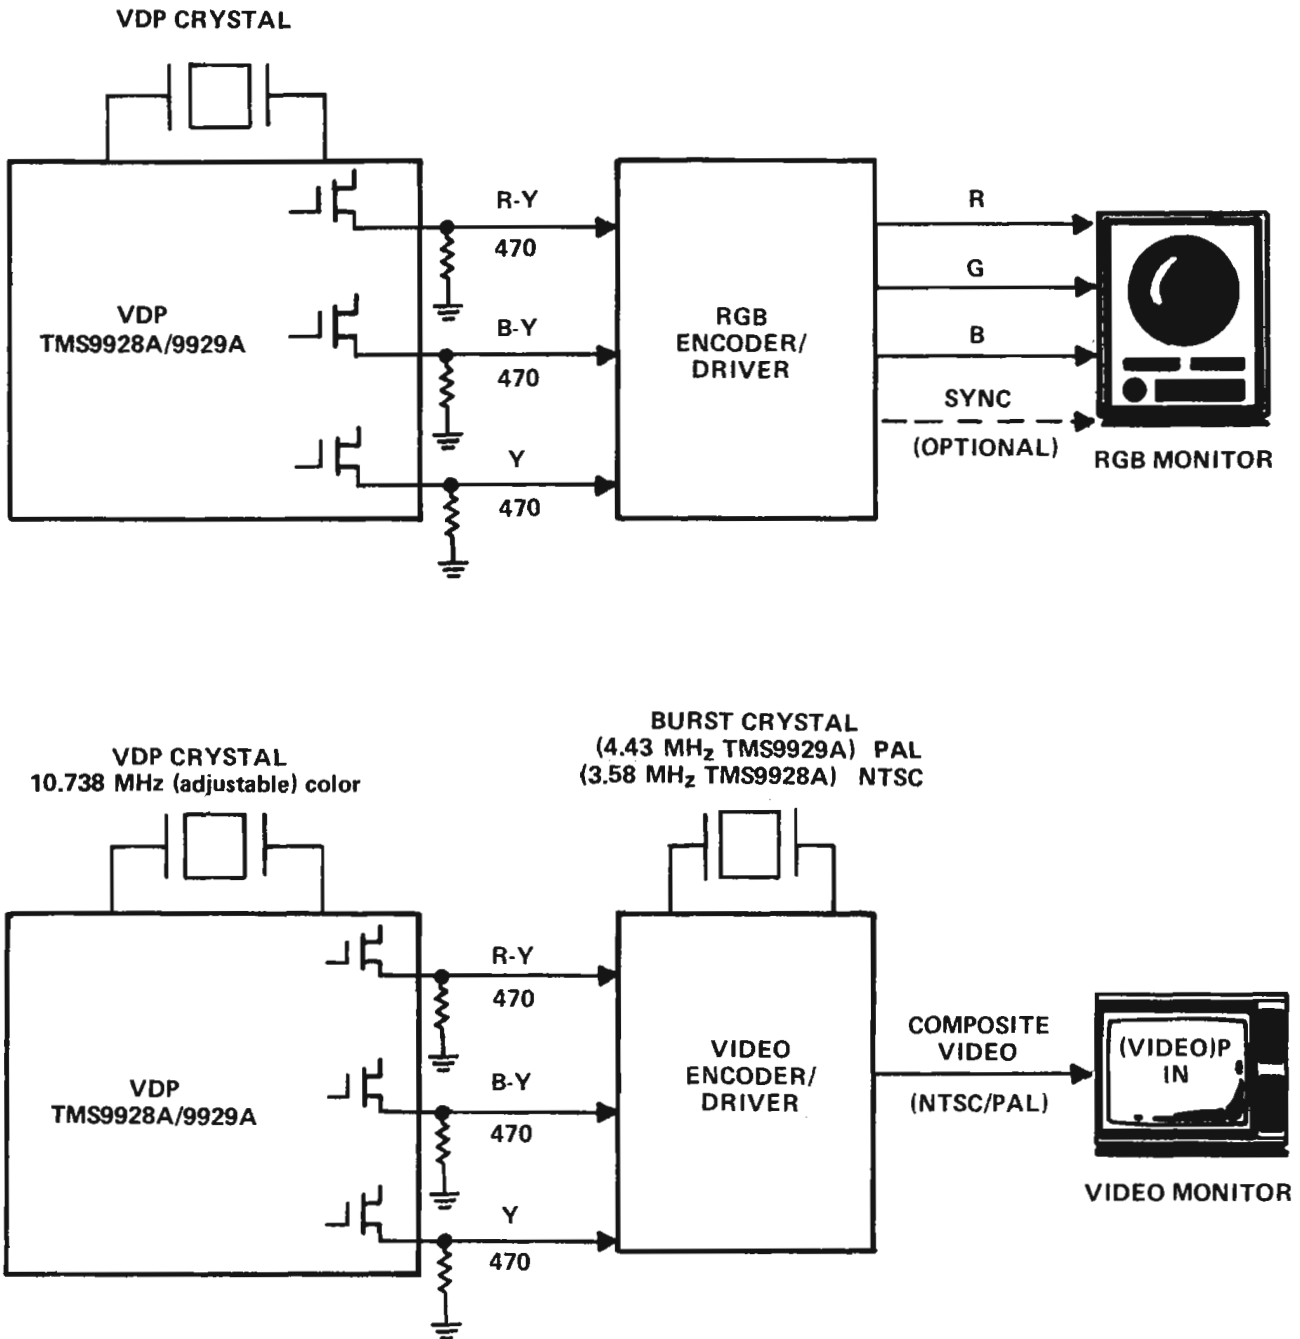 VDP CRYSTAL
R-Y
470
R
G
B-Y
470
B
VDP
TMS9928A/9929A
RGB
ENCODER/
DRIVER
SYNC
(OPTIONAL)
Y
470
RGB MONITOR
VDP CRYSTAL
10.738 MHz (adjustable) color
BURST CRYSTAL
(4.43 MHz TMS9929A) PAL
(3.58 MHz TMS9928A) NTSC
R-Y
470
B-Y
470
VDP
TMS9928A/9929A
VIDEO
ENCODER/
DRIVER
COMPOSITE
VIDEO
(NTSC/PAL)
(VIDEO)P
IN
Y
470
VIDEO MONITOR